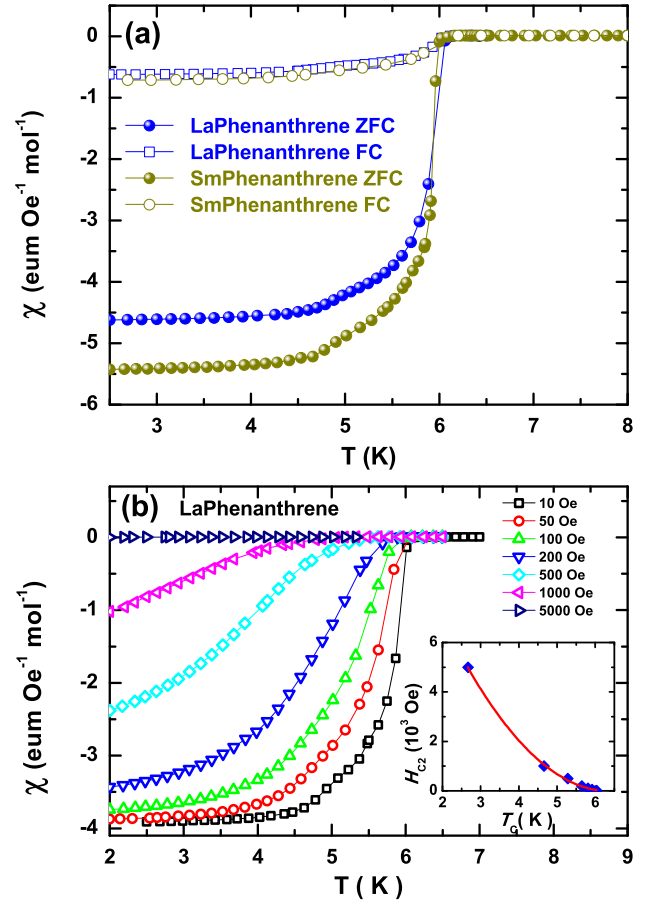 (a)
0
-1
-2
-3
-4
-5
-6
χ (eum Oe⁻¹ mol⁻¹)
LaPhenanthrene ZFC
LaPhenanthrene FC
SmPhenanthrene ZFC
SmPhenanthrene FC
3 4 5 6 7 8
T (K)
(b) LaPhenanthrene
0
-1
-2
-3
-4
χ (eum Oe⁻¹ mol⁻¹)
10 Oe
50 Oe
100 Oe
200 Oe
500 Oe
1000 Oe
5000 Oe
6
4
2
0
H_C2 (10³ Oe)
2 3 4 5 6
T_C( K )
2 3 4 5 6 7 8 9
T ( K )